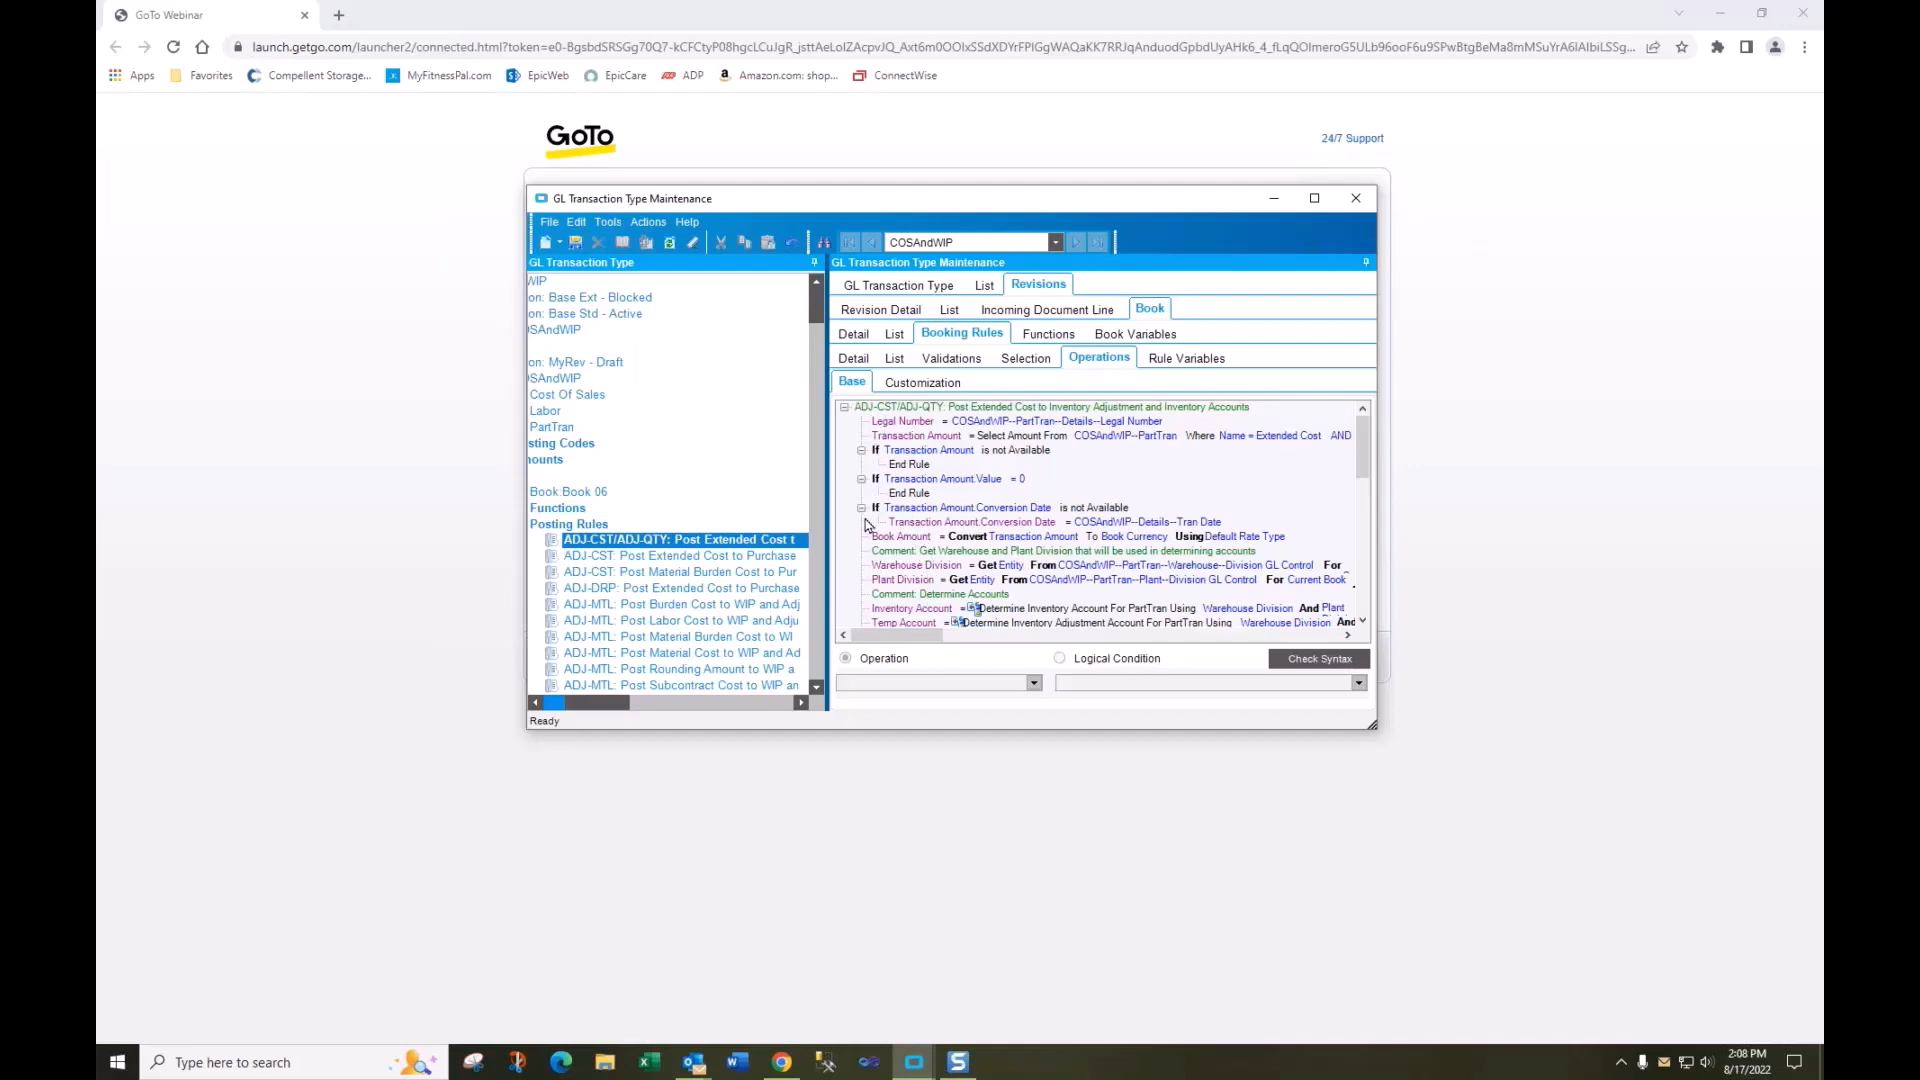 GoTo Webinar
Apps
Favorites
Compellent Storage...
MyFitnessPal.com
EpicWeb
EpicCare
ADP
Amazon.com: shop...
ConnectWise
GoTo
24/7 Support
GL Transaction Type Maintenance
File Edit Tools Actions Help
COSAndWIP
GL Transaction Type
on: Base Ext - Blocked
on: Base Std - Active
on: MyRev - Draft
Cost Of Sales
Labor
PartTran
sting Codes
Book:Book 06
Functions
Posting Rules
ADJ-CST/ADJ-QTY: Post Extended Cost t
ADJ-CST: Post Extended Cost to Purchase
ADJ-CST: Post Material Burden Cost to Pur
ADJ-DRP: Post Extended Cost to Purchase
ADJ-MTL: Post Burden Cost to WIP and Adj
ADJ-MTL: Post Labor Cost to WIP and Adju
ADJ-MTL: Post Material Burden Cost to WI
ADJ-MTL: Post Material Cost to WIP and Ad
ADJ-MTL: Post Rounding Amount to WIP a
ADJ-MTL: Post Subcontract Cost to WIP an
Ready
GL Transaction Type Maintenance
GL Transaction Type List Revisions
Revision Detail List Incoming Document Line Book
Detail List Booking Rules Functions Book Variables
Detail List Validations Selection Operations Rule Variables
Base Customization
ADJ-CST/ADJ-QTY: Post Extended Cost to Inventory Adjustment and Inventory Accounts
Legal Number = COSAndWIP--PartTran--Details--Legal Number
Transaction Amount = Select Amount From COSAndWIP--PartTran Where Name = Extended Cost AND
If Transaction Amount is not Available
End Rule
If Transaction Amount.Value = 0
End Rule
If Transaction Amount.Conversion Date is not Available
Transaction Amount.Conversion Date = COSAndWIP--Details--Tran Date
Book Amount = Convert Transaction Amount To Book Currency Using Default Rate Type
Comment: Get Warehouse and Plant Division that will be used in determining accounts
Warehouse Division = Get Entity From COSAndWIP--PartTran--Warehouse--Division GL Control For
Plant Division = Get Entity From COSAndWIP--PartTran--Plant--Division GL Control For Current Book
Comment: Determine Accounts
Inventory Account = Determine Inventory Account For PartTran Using Warehouse Division And Plant
Temp Account = Determine Inventory Adjustment Account For PartTran Using Warehouse Division And
Operation
Logical Condition
Check Syntax
Type here to search
2:08 PM
8/17/2022